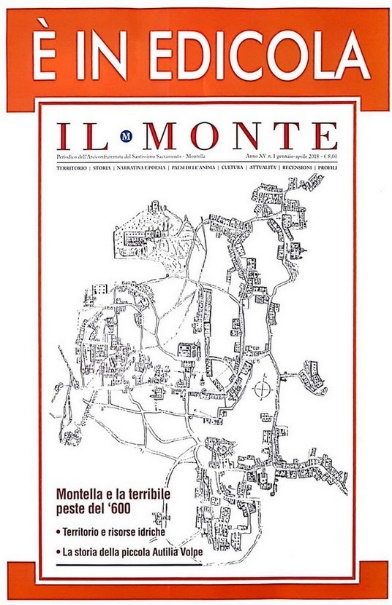 È IN EDICOLA
IL M MONTE
Periodico dell'Arciconfraternita del Santissimo Sacramento - Montella Anno XV n. 1 gennaio-aprile 2018 - € 8,00
TERRITORIO | STORIA | NARRATIVA E POESIA | PAESI DELL'ANIMA | CULTURA | ATTUALITÀ | RECENSIONI | PROFILI
Montella e la terribile
peste del '600
• Territorio e risorse idriche
• La storia della piccola Autilia Volpe